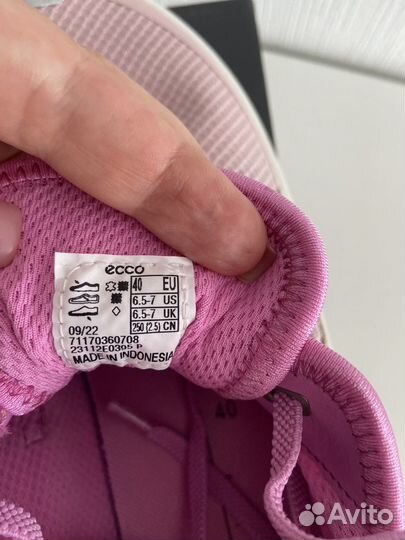 ecco
40 EU
6.5-7 US
6.5-7 UK
250 (2.5) CN
09/22
71170360708
23112E0395 P
MADE IN INDONESIA
40
Avito